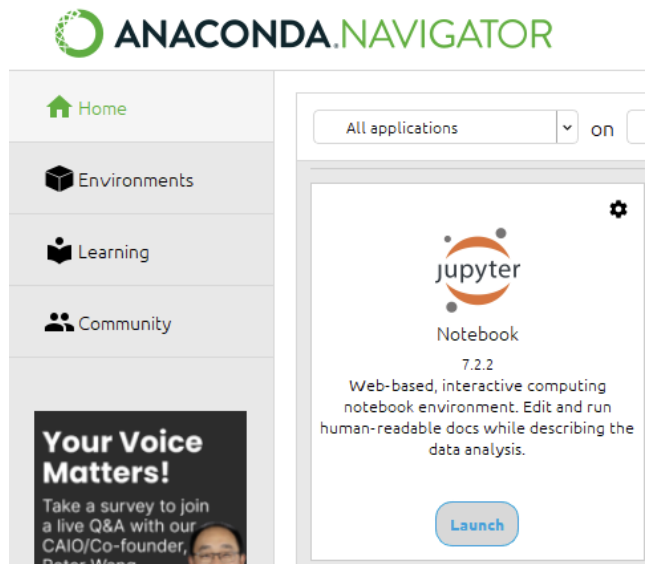 ANACONDA.NAVIGATOR
Home
Environments
Learning
Community
Your Voice
Matters!
Take a survey to join
a live Q&A with our
CAIO/Co-founder,
All applications
on
jupyter
Notebook
7.2.2
Web-based, interactive computing
notebook environment. Edit and run
human-readable docs while describing the
data analysis.
Launch